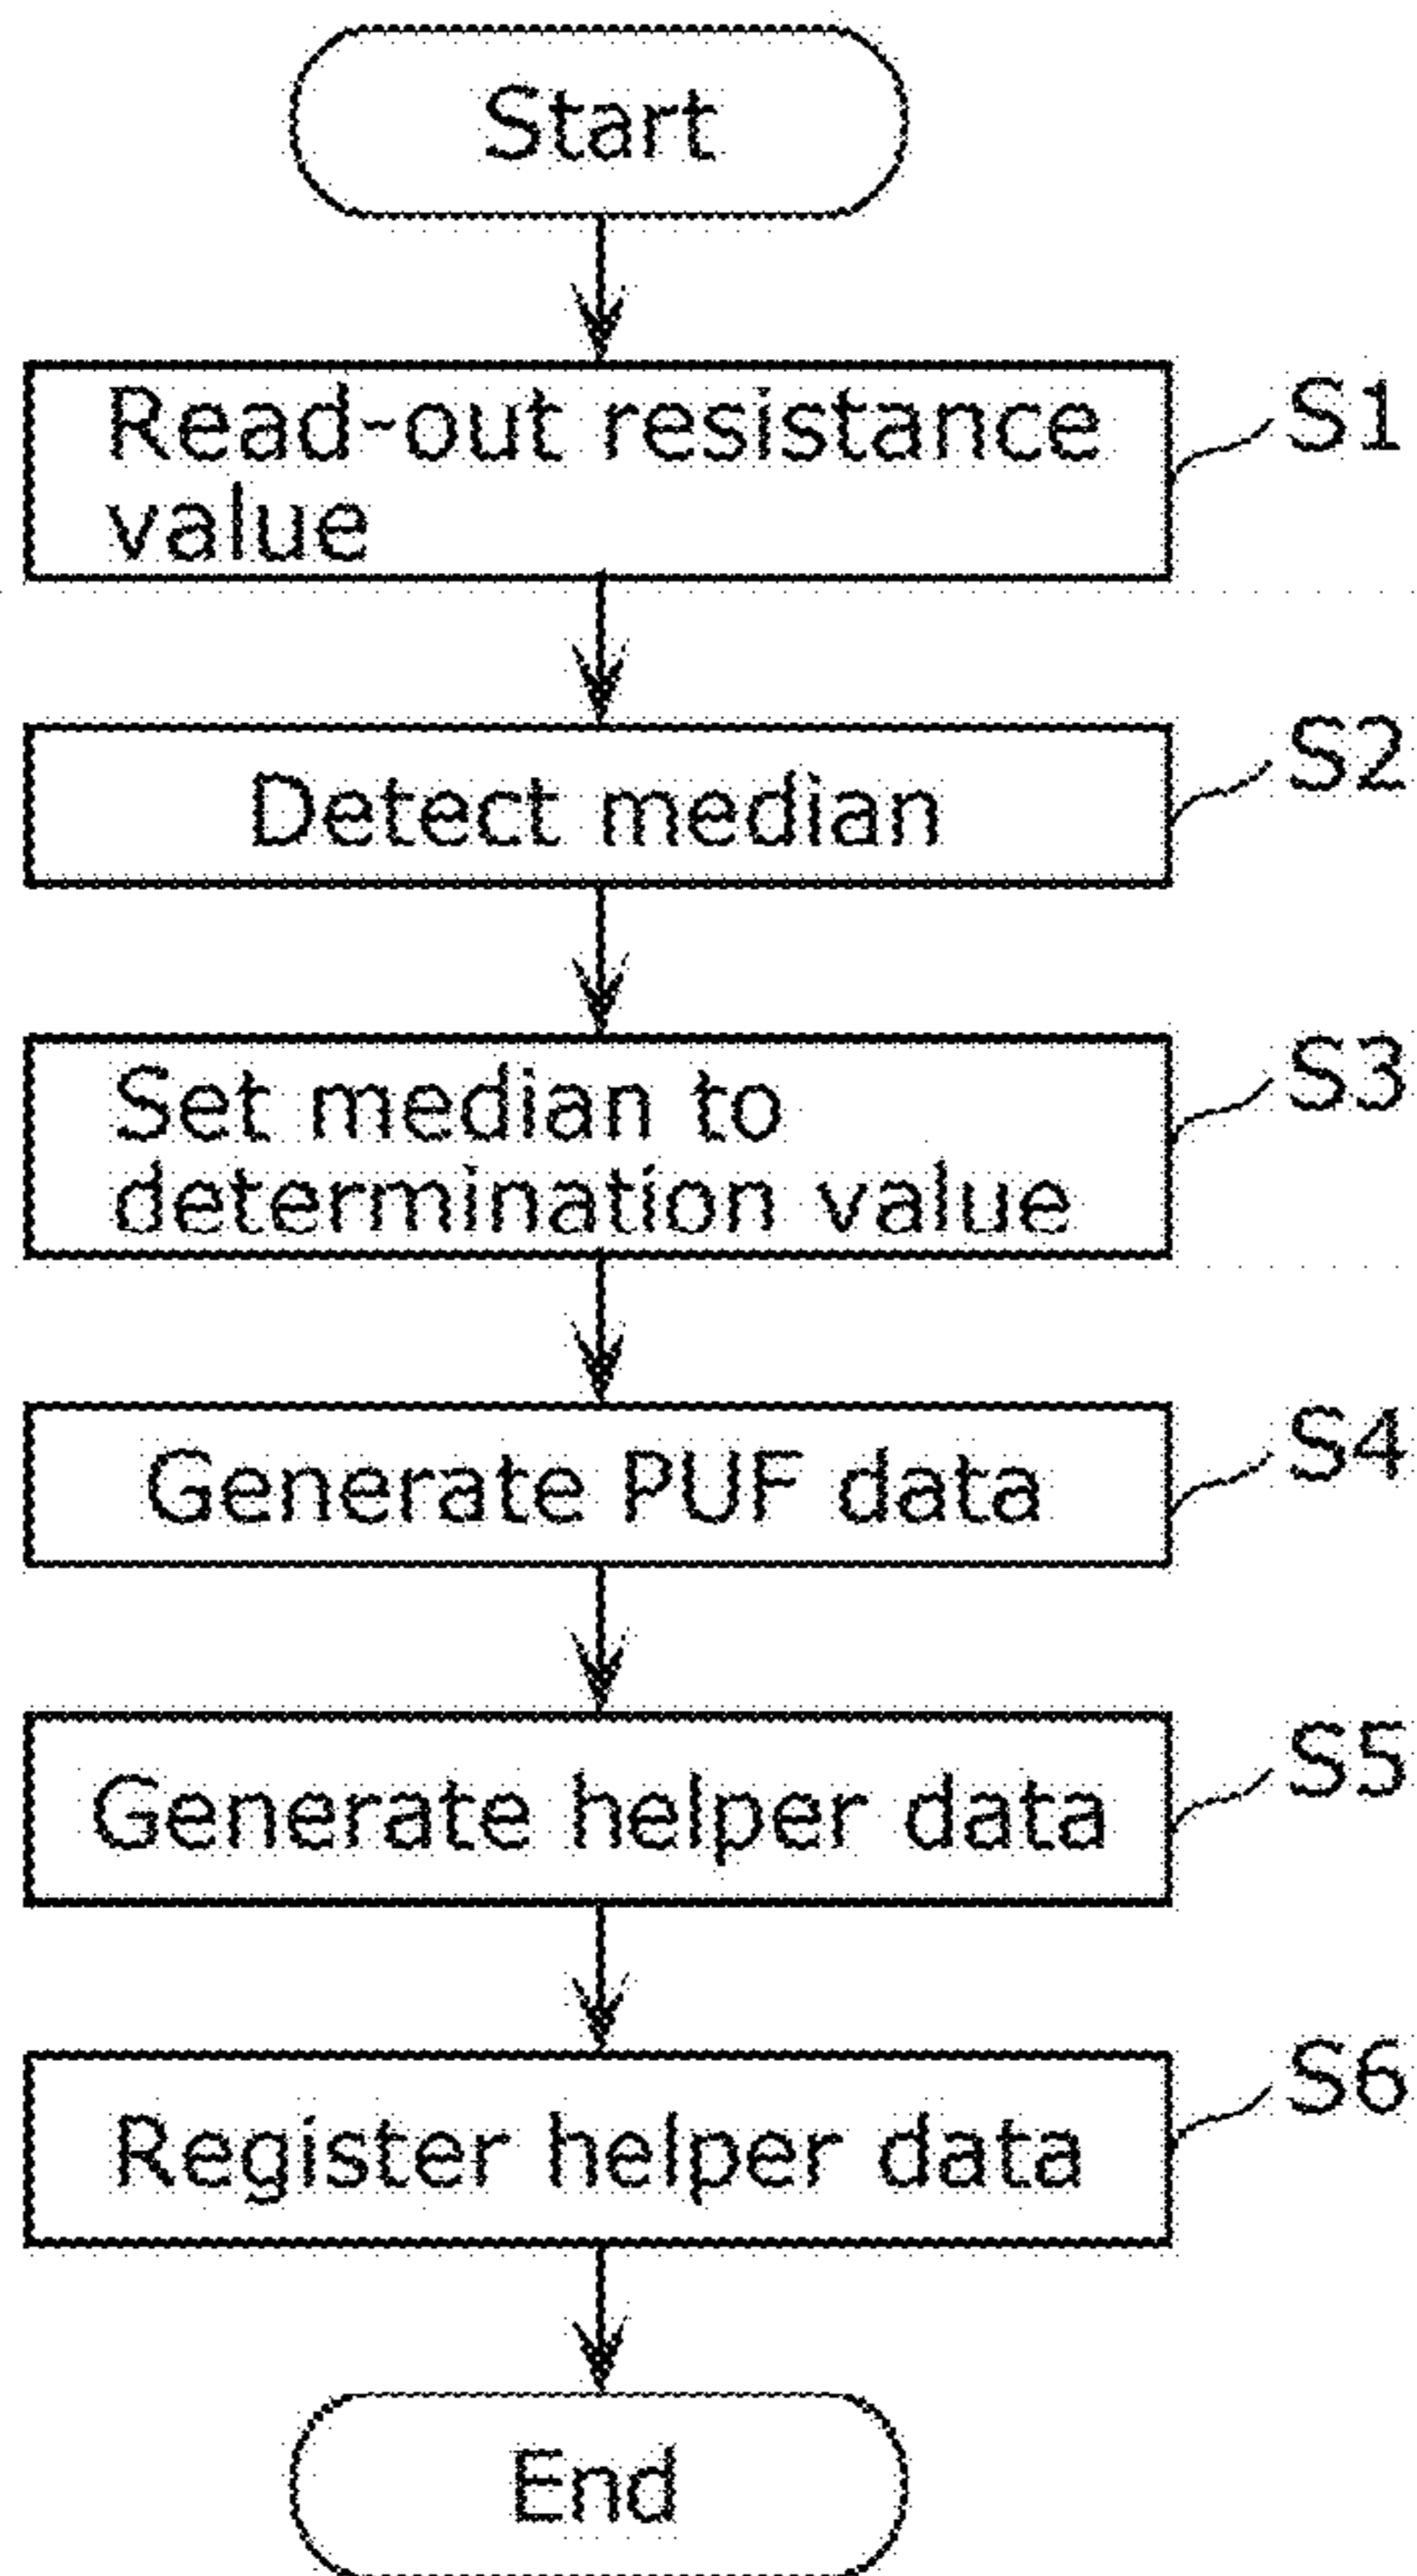 Start
Read-out resistance
value
S1
Detect median
S2
Set median to
determination value
S3
Generate PUF data
S4
Generate helper data
S5
Register helper data
S6
End